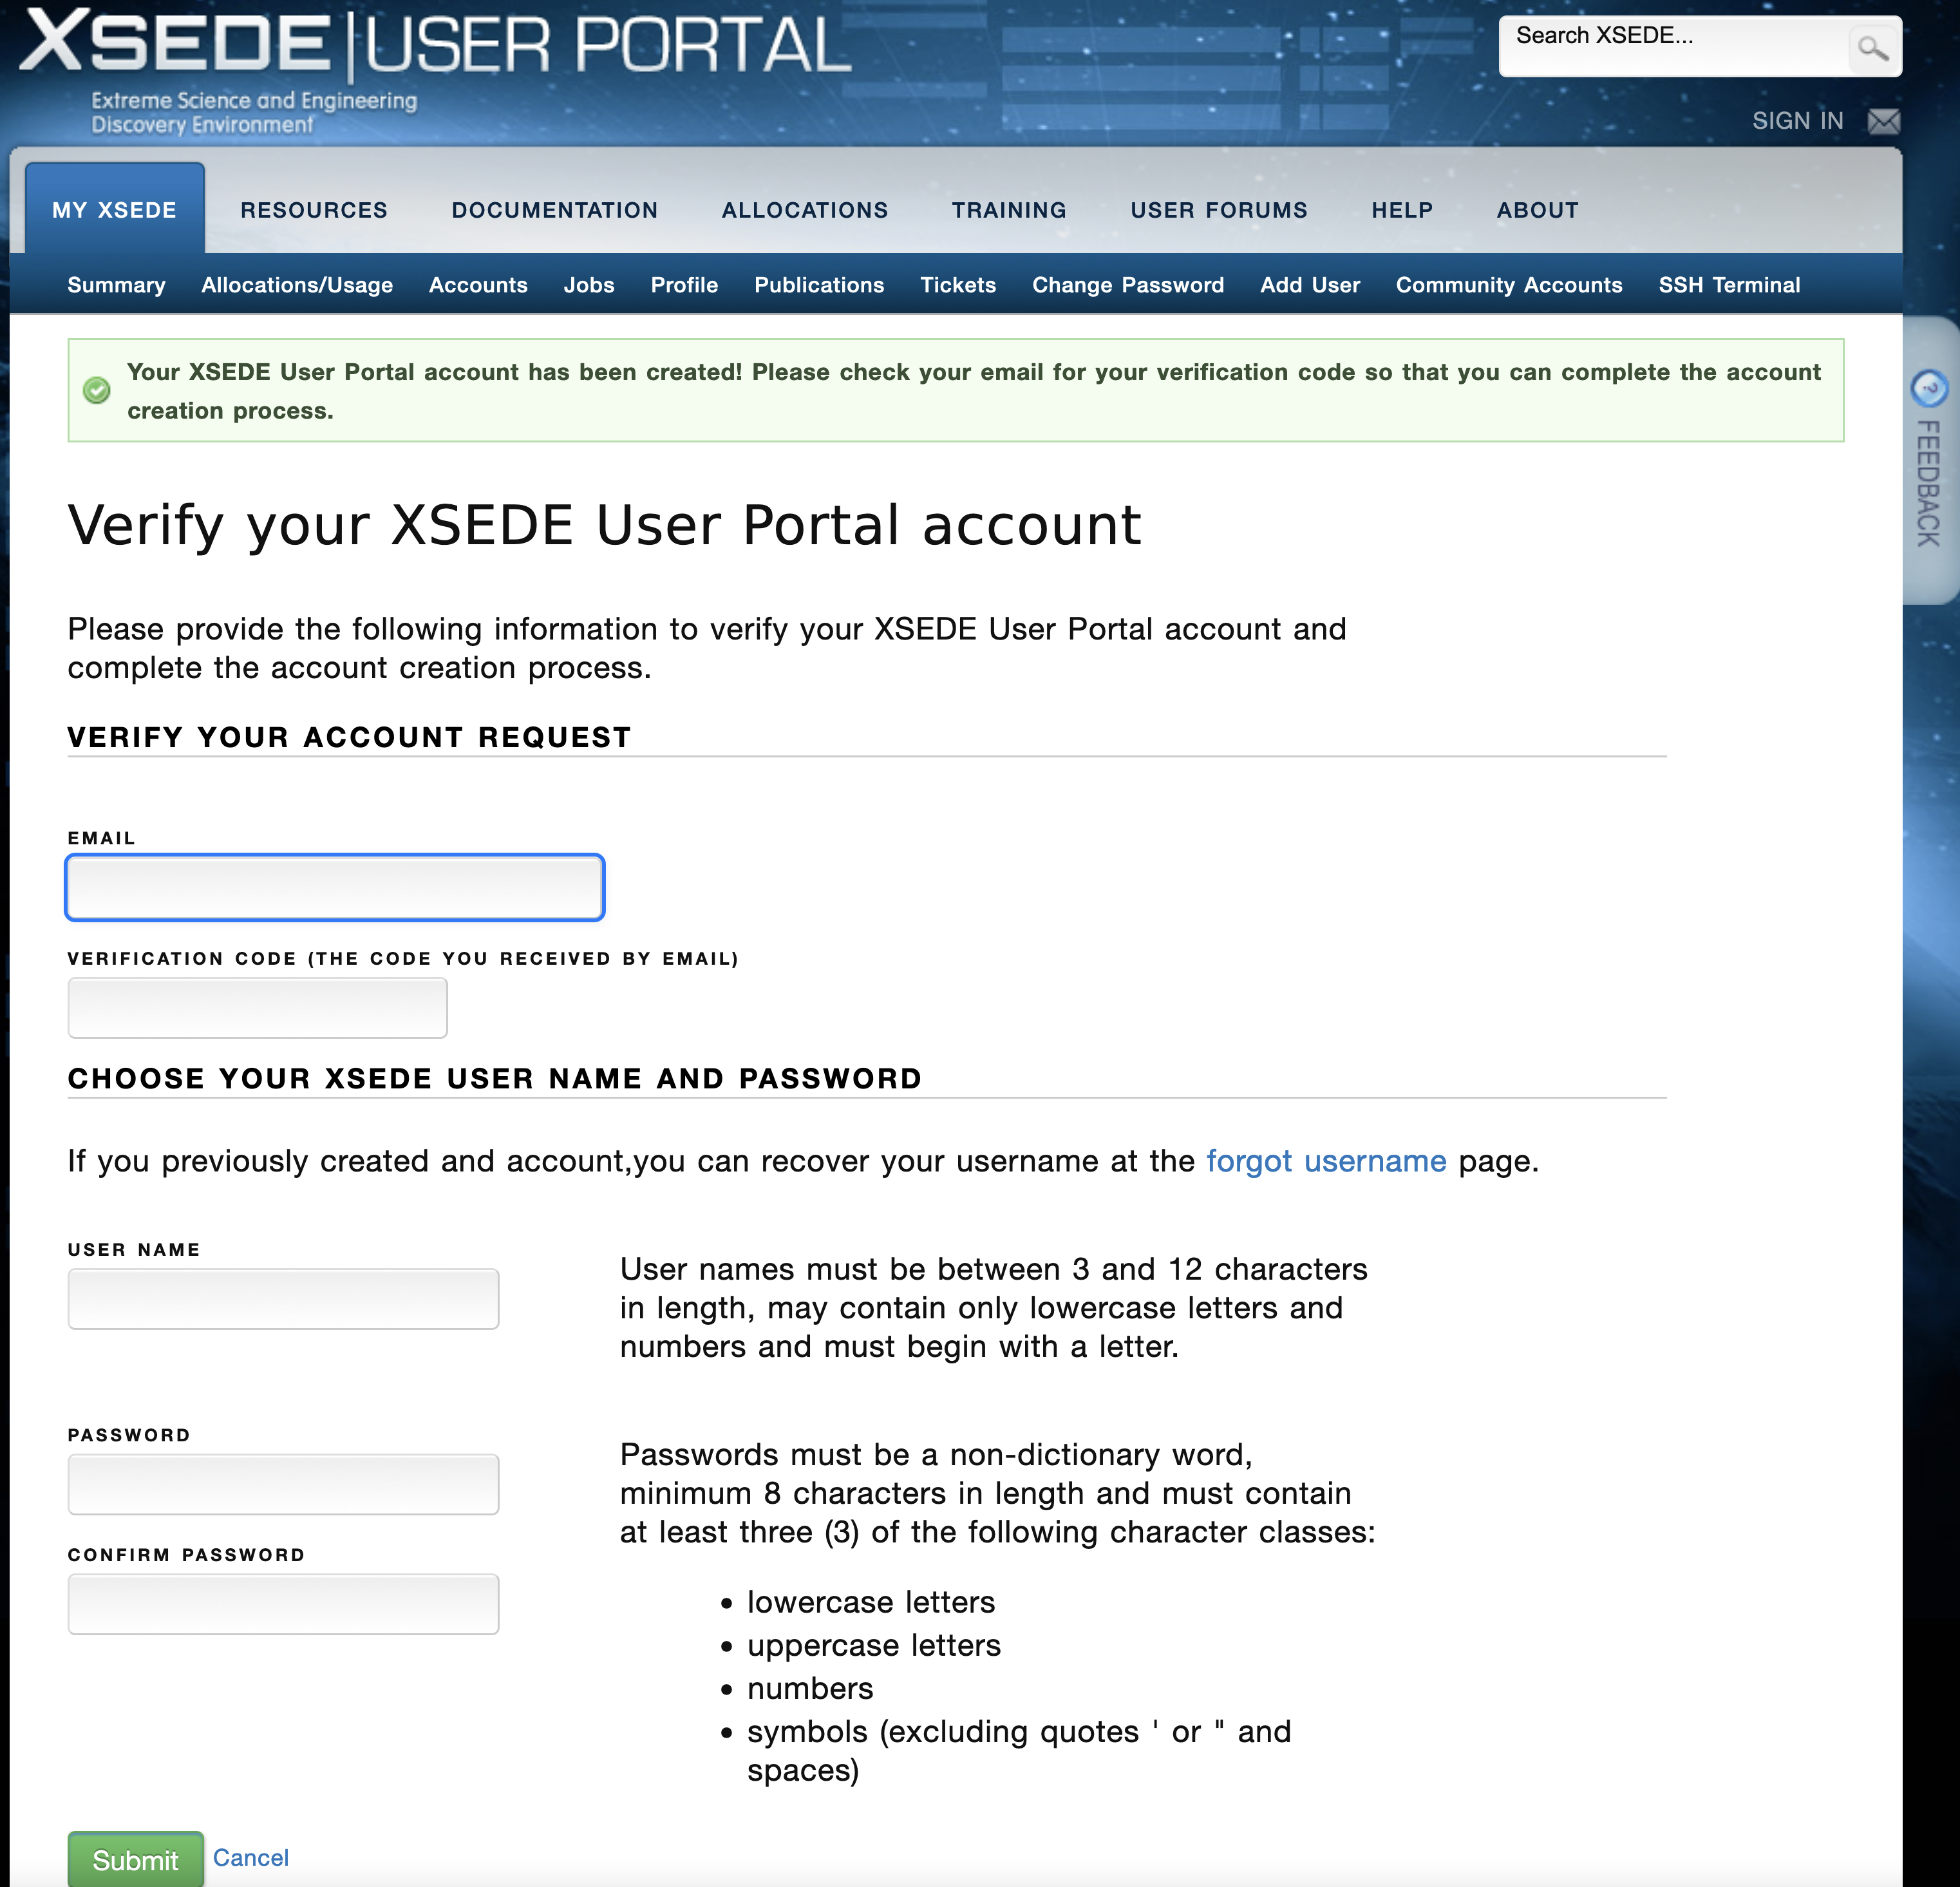 XSEDE | USER PORTAL
Extreme Science and Engineering
Discovery Environment
Search XSEDE...
SIGN IN
MY XSEDE RESOURCES DOCUMENTATION ALLOCATIONS TRAINING USER FORUMS HELP ABOUT
Summary Allocations/Usage Accounts Jobs Profile Publications Tickets Change Password Add User Community Accounts SSH Terminal
Your XSEDE User Portal account has been created! Please check your email for your verification code so that you can complete the account
creation process.
? FEEDBACK
Verify your XSEDE User Portal account
Please provide the following information to verify your XSEDE User Portal account and
complete the account creation process.
VERIFY YOUR ACCOUNT REQUEST
EMAIL
VERIFICATION CODE (THE CODE YOU RECEIVED BY EMAIL)
CHOOSE YOUR XSEDE USER NAME AND PASSWORD
If you previously created and account,you can recover your username at the forgot username page.
USER NAME
User names must be between 3 and 12 characters
in length, may contain only lowercase letters and
numbers and must begin with a letter.
PASSWORD
Passwords must be a non-dictionary word,
minimum 8 characters in length and must contain
at least three (3) of the following character classes:
CONFIRM PASSWORD
• lowercase letters
• uppercase letters
• numbers
• symbols (excluding quotes ' or " and
spaces)
Submit Cancel